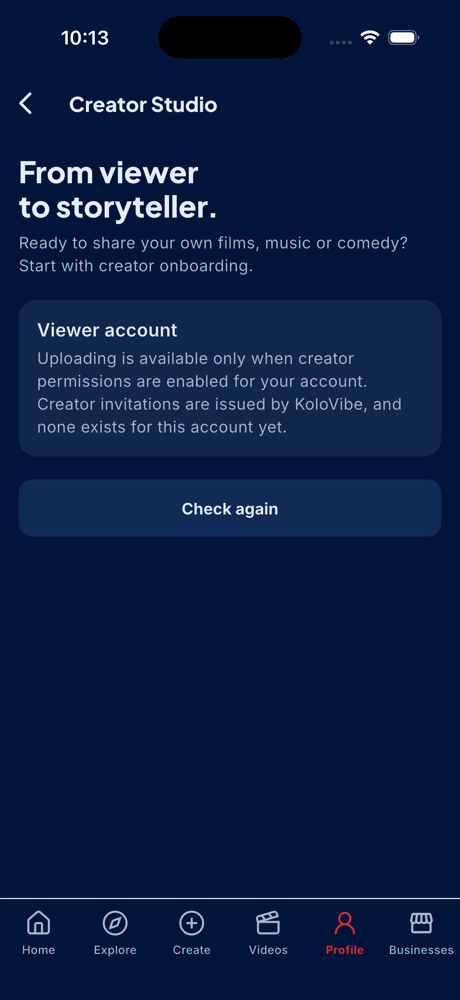 10:13
Creator Studio
From viewer
to storyteller.
Ready to share your own films, music or comedy?
Start with creator onboarding.
Viewer account
Uploading is available only when creator
permissions are enabled for your account.
Creator invitations are issued by KoloVibe, and
none exists for this account yet.
Check again
Home Explore Create Videos Profile Businesses